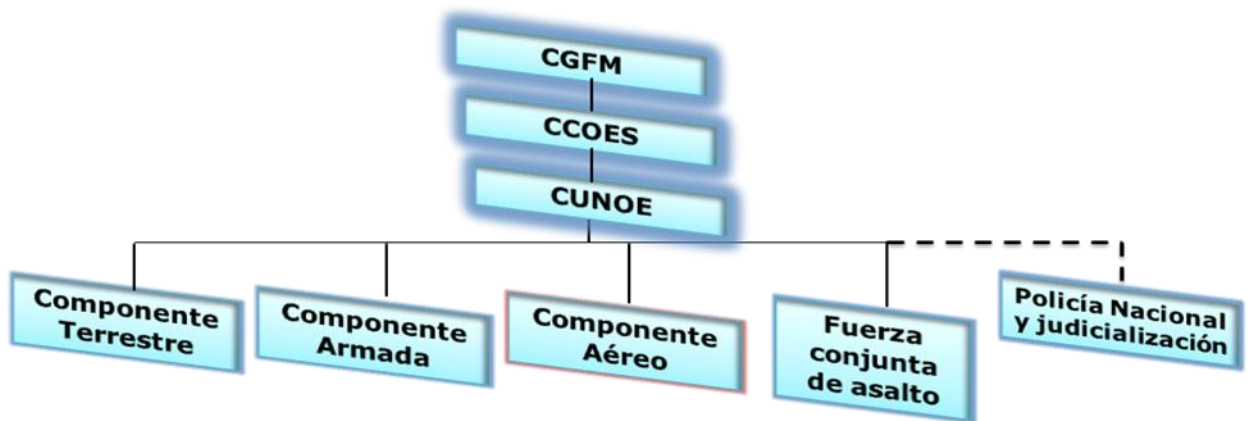 CGFM
CCOES
CUNOE
Componente
Terrestre
Componente
Armada
Componente
Aéreo
Fuerza
conjunta
de asalto
Policía Nacional
y judicialización